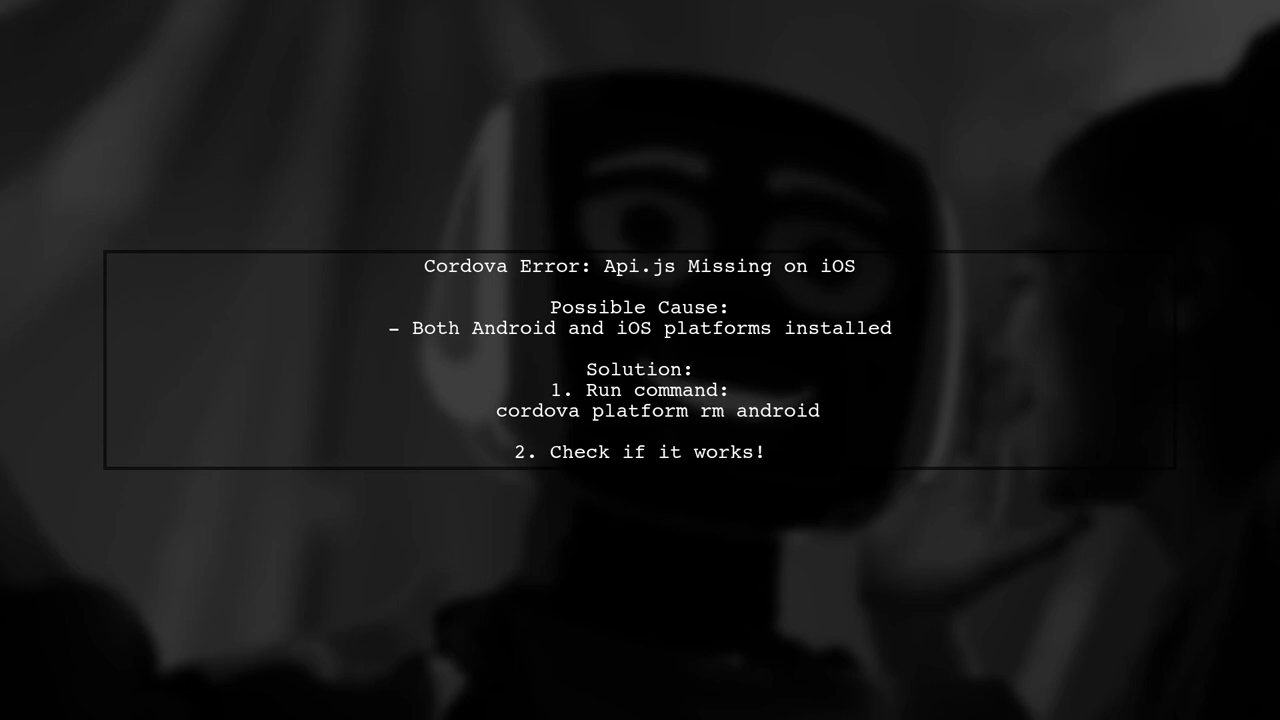 Cordova Error: Api.js Missing on iOS
Possible Cause:
- Both Android and iOS platforms installed
Solution:
1. Run command:
cordova platform rm android
2. Check if it works!